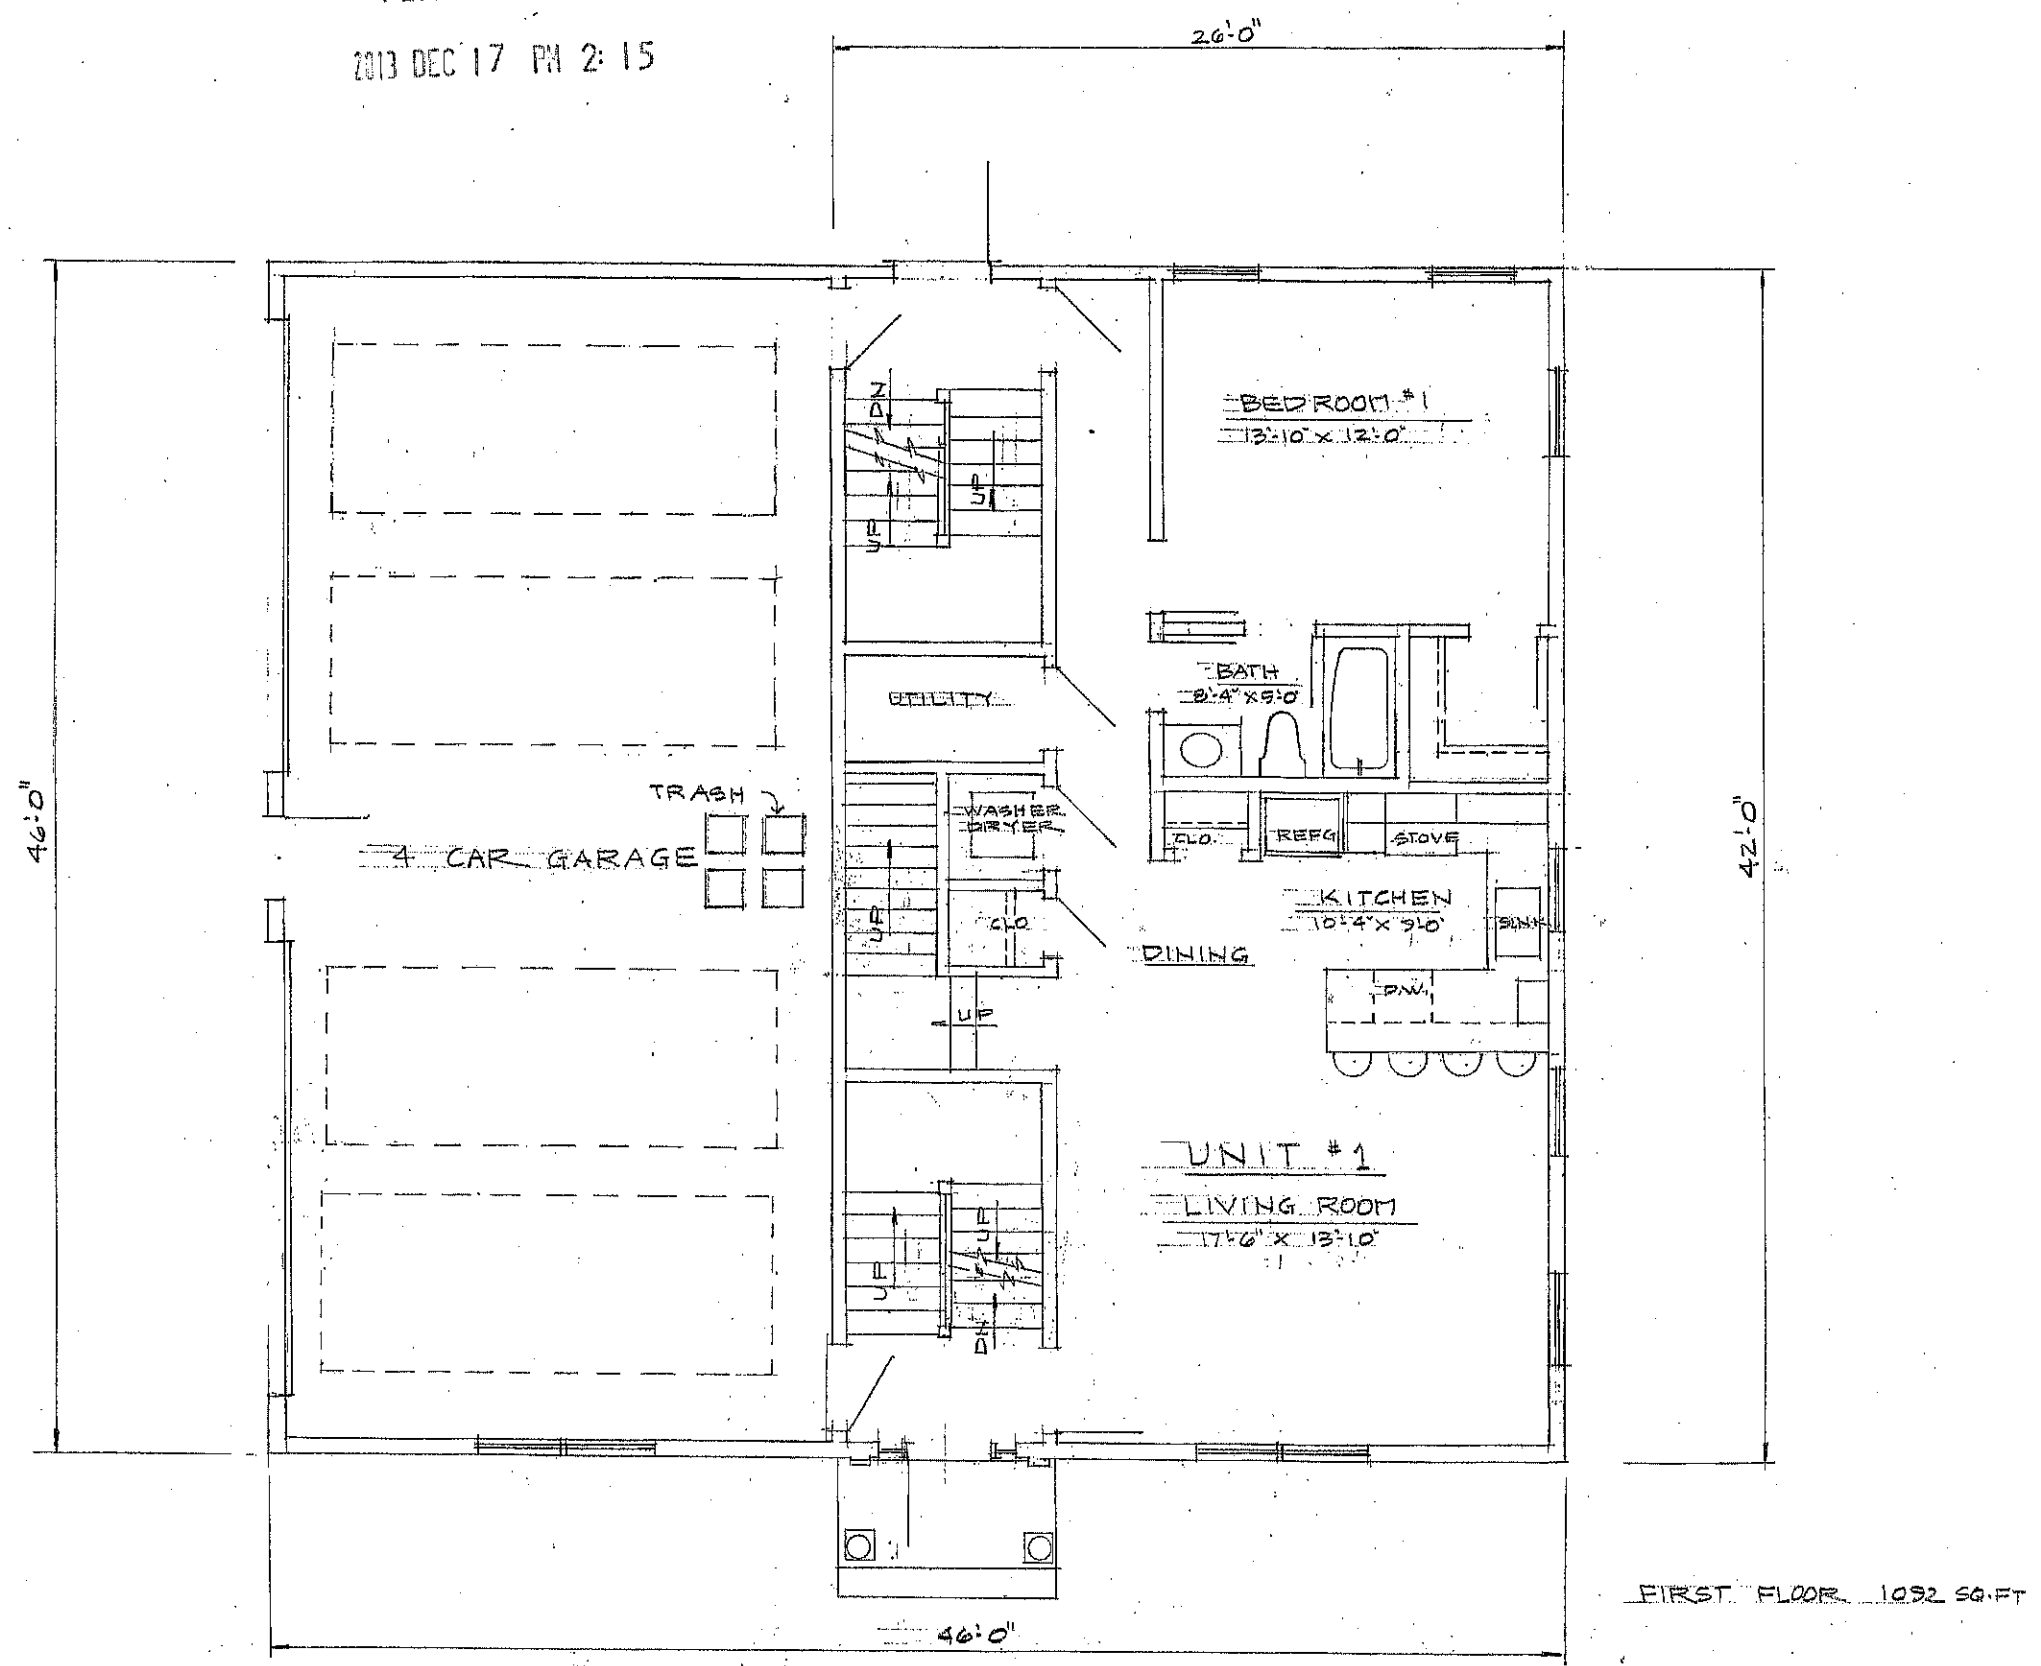 2013 DEC 17 PM 2: 15
26'-0"
BEDROOM #1
13'-10" x 12'-0"
DN
UP
UP
BATH
8'-4" x 5'-0"
UTILITY
46'-0"
TRASH
4 CAR GARAGE
WASHER
DRYER
UP
CLO
CLO.
REFG
STOVE
KITCHEN
10'-4" x 9'-0"
SINK
42'-0"
DINING
D.W.
UP
UNIT #1
LIVING ROOM
17'-6" x 13'-10"
UP
UP
DN
FIRST FLOOR 1092 SQ.FT
46'-0"